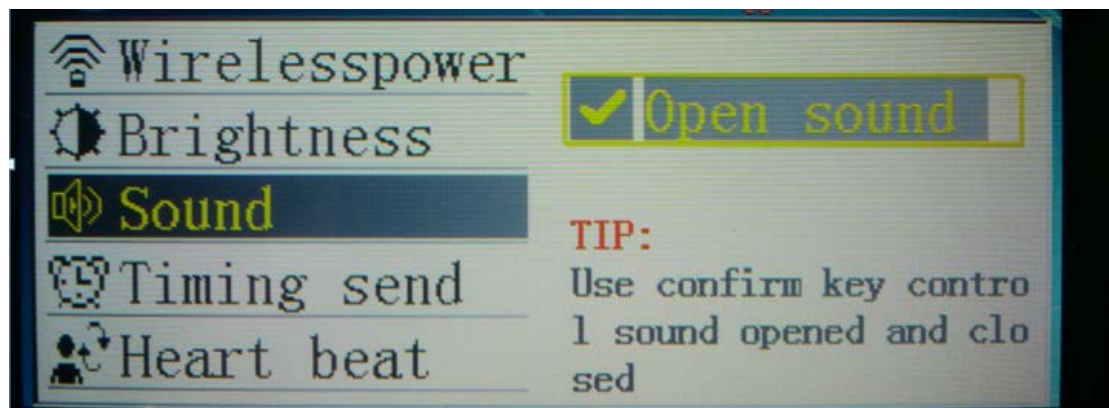 Wirelesspower
Brightness
Sound
Timing send
Heart beat
Open sound
TIP:
Use confirm key contro
l sound opened and clo
sed